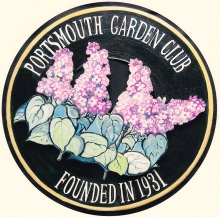 PORTSMOUTH GARDEN CLUB
FOUNDED IN 1931